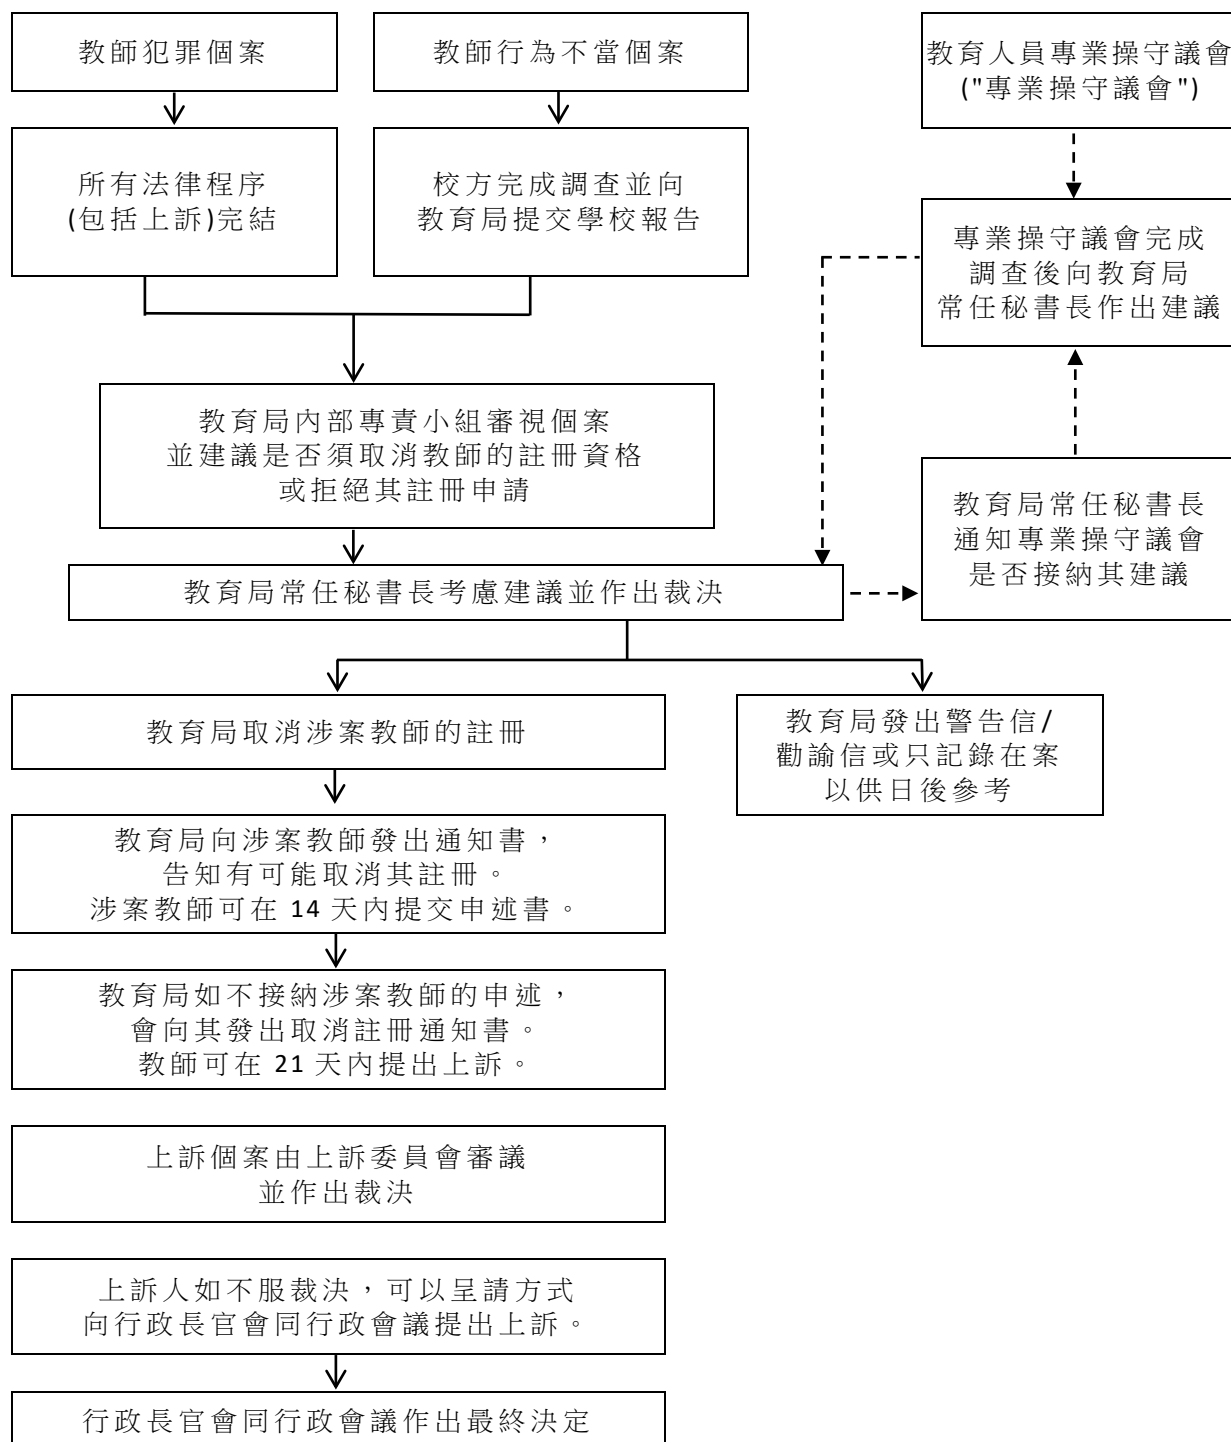 教師犯罪個案
教師行為不當個案
教育人員專業操守議會
("專業操守議會")
所有法律程序
(包括上訴)完結
校方完成調查並向
教育局提交學校報告
專業操守議會完成
調查後向教育局
常任秘書長作出建議
教育局內部專責小組審視個案
並建議是否須取消教師的註冊資格
或拒絕其註冊申請
教育局常任秘書長
通知專業操守議會
是否接納其建議
教育局常任秘書長考慮建議並作出裁決
教育局取消涉案教師的註冊
教育局發出警告信/
勸諭信或只記錄在案
以供日後參考
教育局向涉案教師發出通知書，
告知有可能取消其註冊。
涉案教師可在 14 天內提交申述書。
教育局如不接納涉案教師的申述，
會向其發出取消註冊通知書。
教師可在 21 天內提出上訴。
上訴個案由上訴委員會審議
並作出裁決
上訴人如不服裁決，可以呈請方式
向行政長官會同行政會議提出上訴。
行政長官會同行政會議作出最終決定